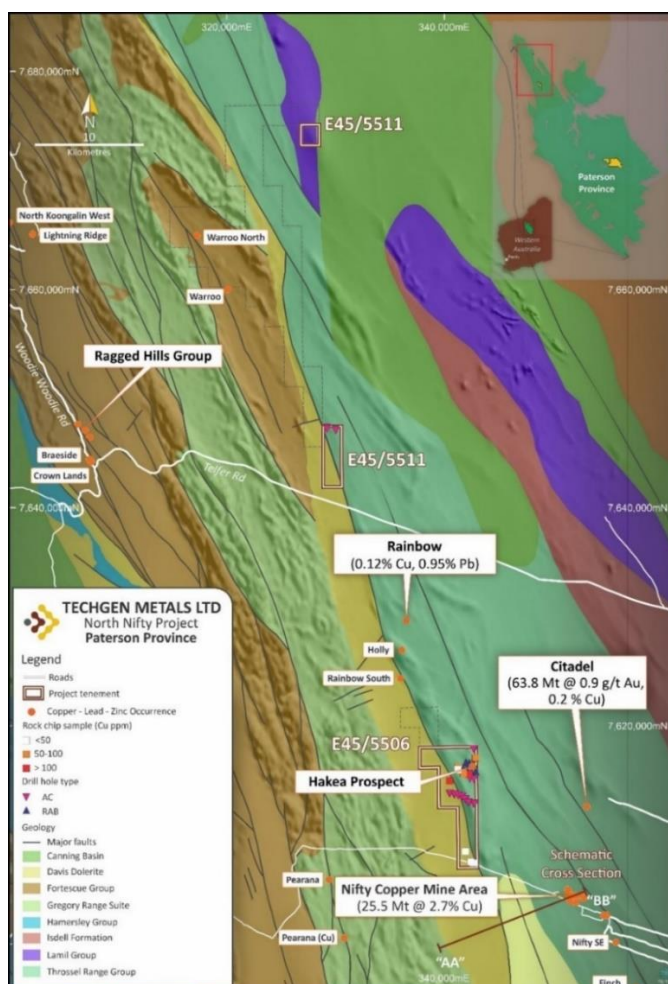 320,000mE
340,000mE
7,680,000mN
N
10
Kilometres
E45/5511
Paterson
Province
Western
Australia
Perth
North Koongalin West
Lightning Ridge
Warroo North
7,660,000mN
7,660,000mN
Warroo
Ragged Hills Group
Woodie Woodie Rd
Braeside
Crown Lands
Telfer Rd
E45/5511
7,640,000mN
7,640,000mN
Rainbow
(0.12% Cu, 0.95% Pb)
TECHGEN METALS LTD
North Nifty Project
Paterson Province
Legend
Roads
Project tenement
Copper - Lead - Zinc Occurrence
Rock chip sample (Cu ppm)
<50
50-100
> 100
Drill hole type
AC
RAB
Geology
Major faults
Canning Basin
Davis Dolerite
Fortescue Group
Gregory Range Suite
Hamersley Group
Isdell Formation
Lamil Group
Throssel Range Group
Holly
Rainbow South
Citadel
(63.8 Mt @ 0.9 g/t Au,
0.2 % Cu)
7,620,000mN
E45/5506
Hakea Prospect
Schematic
Cross Section
Pearana
Nifty Copper Mine Area
(25.5 Mt @ 2.7% Cu)
"BB"
Nifty SE
Pearana (Cu)
"AA"
340,000mE
Finch